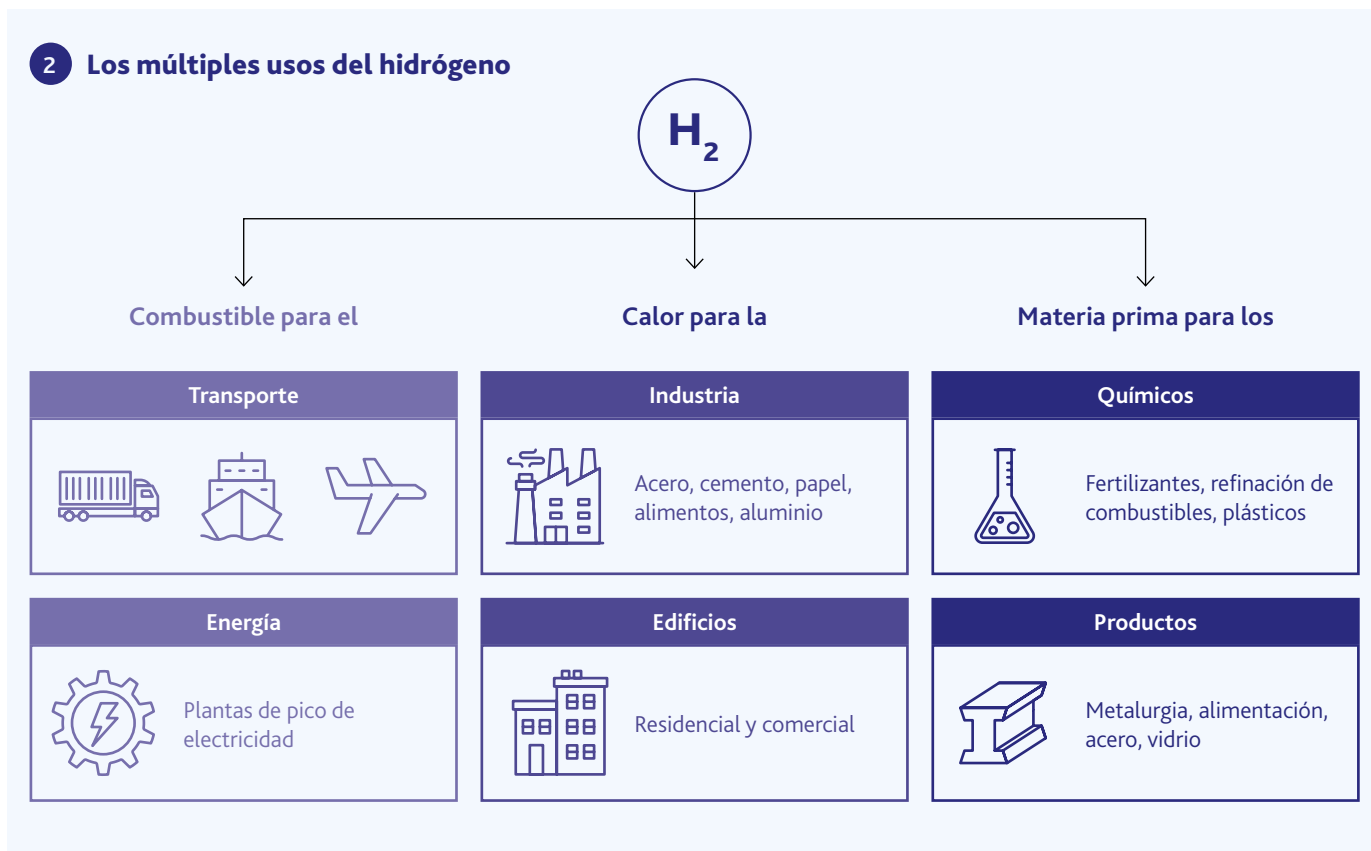 2 Los múltiples usos del hidrógeno
H2
Combustible para el
Calor para la
Materia prima para los
Transporte
Industria
Acero, cemento, papel,
alimentos, aluminio
Químicos
Fertilizantes, refinación de
combustibles, plásticos
Energía
Plantas de pico de
electricidad
Edificios
Residencial y comercial
Productos
Metalurgia, alimentación,
acero, vidrio